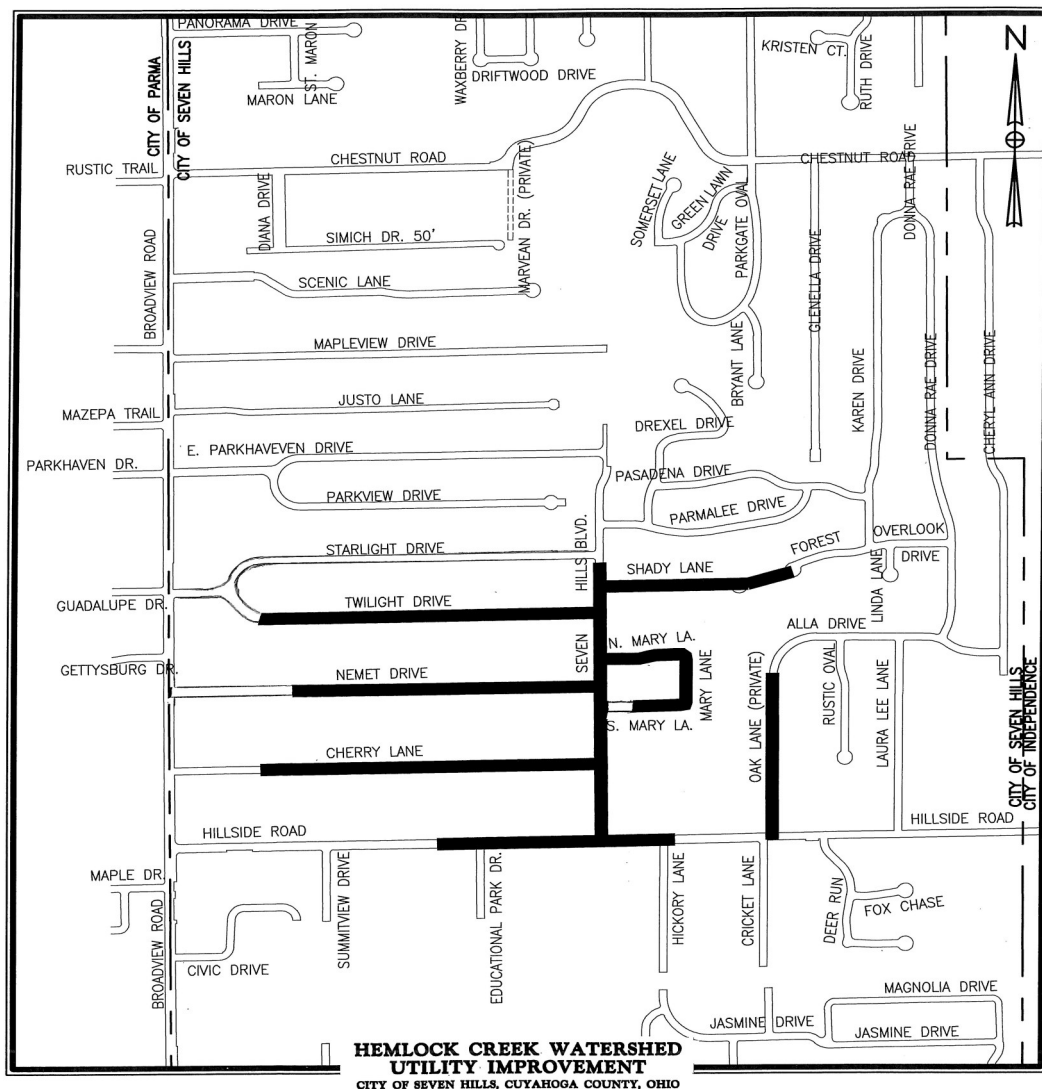 PANORAMA DRIVE
ST. MARON
MARON LANE
WAXBERRY DR
DRIFTWOOD DRIVE
KRISTEN CT.
RUTH DRIVE
N
CITY OF PARMA
CITY OF SEVEN HILLS
RUSTIC TRAIL
CHESTNUT ROAD
CHESTNUT ROAD
DIANA DRIVE
SIMICH DR. 50'
MARVEAN DR. (PRIVATE)
SOMERSET LANE
GREEN LAWN
DRIVE
PARKGATE OVAL
DONNA RAE DRIVE
BROADVIEW ROAD
SCENIC LANE
GLENELLA DRIVE
MAPLEVIEW DRIVE
BRYANT LANE
KAREN DRIVE
DONNA RAE DRIVE
CHERYL ANN DRIVE
MAZEPA TRAIL
JUSTO LANE
DREXEL DRIVE
E. PARKHAVEVEN DRIVE
PARKHAVEN DR.
PASADENA DRIVE
PARKVIEW DRIVE
PARMALEE DRIVE
STARLIGHT DRIVE
HILLS BLVD.
FOREST
OVERLOOK
DRIVE
SHADY LANE
LINDA LANE
GUADALUPE DR.
TWILIGHT DRIVE
ALLA DRIVE
GETTYSBURG DR.
NEMET DRIVE
SEVEN
N. MARY LA.
MARY LANE
S. MARY LA.
OAK LANE (PRIVATE)
RUSTIC OVAL
LAURA LEE LANE
CITY OF SEVEN HILLS
CITY OF INDEPENDENCE
CHERRY LANE
HILLSIDE ROAD
HILLSIDE ROAD
MAPLE DR.
SUMMITVIEW DRIVE
EDUCATIONAL PARK DR.
HICKORY LANE
CRICKET LANE
DEER RUN
FOX CHASE
BROADVIEW ROAD
CIVIC DRIVE
MAGNOLIA DRIVE
JASMINE DRIVE
JASMINE DRIVE
HEMLOCK CREEK WATERSHED
UTILITY IMPROVEMENT
CITY OF SEVEN HILLS, CUYAHOGA COUNTY, OHIO